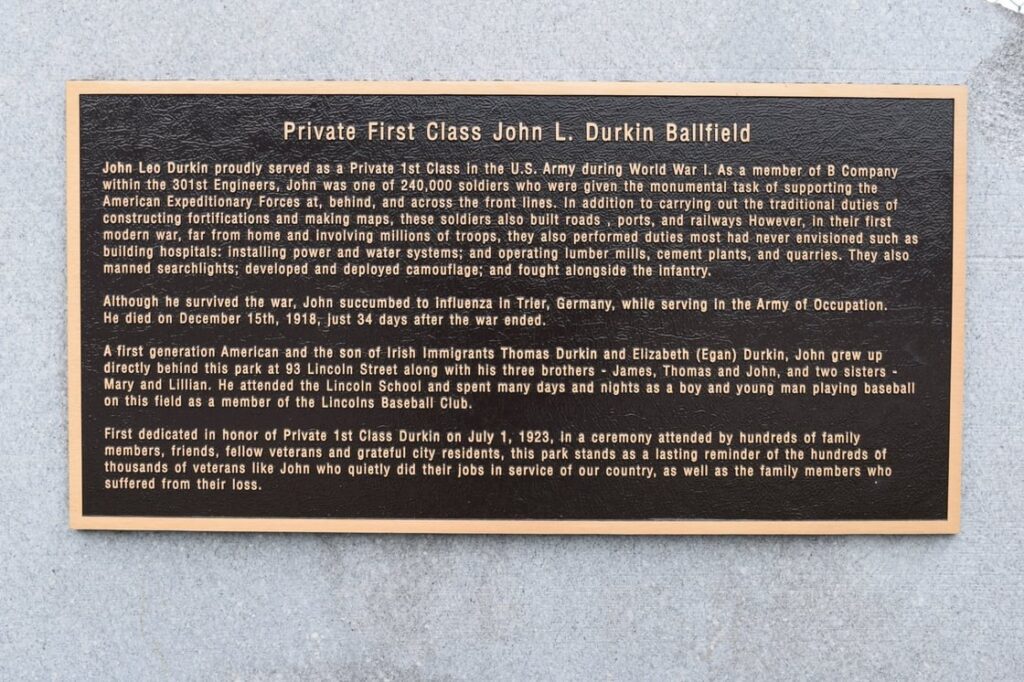 Private First Class John L. Durkin Ballfield
John Leo Durkin proudly served as a Private 1st Class in the U.S. Army during World War I. As a member of B Company
within the 301st Engineers, John was one of 240,000 soldiers who were given the monumental task of supporting the
American Expeditionary Forces at, behind, and across the front lines. In addition to carrying out the traditional duties of
constructing fortifications and making maps, these soldiers also built roads , ports, and railways However, in their first
modern war, far from home and involving millions of troops, they also performed duties most had never envisioned such as
building hospitals: installing power and water systems; and operating lumber mills, cement plants, and quarries. They also
manned searchlights; developed and deployed camouflage; and fought alongside the infantry.
Although he survived the war, John succumbed to influenza in Trier, Germany, while serving in the Army of Occupation.
He died on December 15th, 1918, just 34 days after the war ended.
A first generation American and the son of Irish Immigrants Thomas Durkin and Elizabeth (Egan) Durkin, John grew up
directly behind this park at 93 Lincoln Street along with his three brothers - James, Thomas and John, and two sisters -
Mary and Lillian. He attended the Lincoln School and spent many days and nights as a boy and young man playing baseball
on this field as a member of the Lincolns Baseball Club.
First dedicated in honor of Private 1st Class Durkin on July 1, 1923, in a ceremony attended by hundreds of family
members, friends, fellow veterans and grateful city residents, this park stands as a lasting reminder of the hundreds of
thousands of veterans like John who quietly did their jobs in service of our country, as well as the family members who
suffered from their loss.